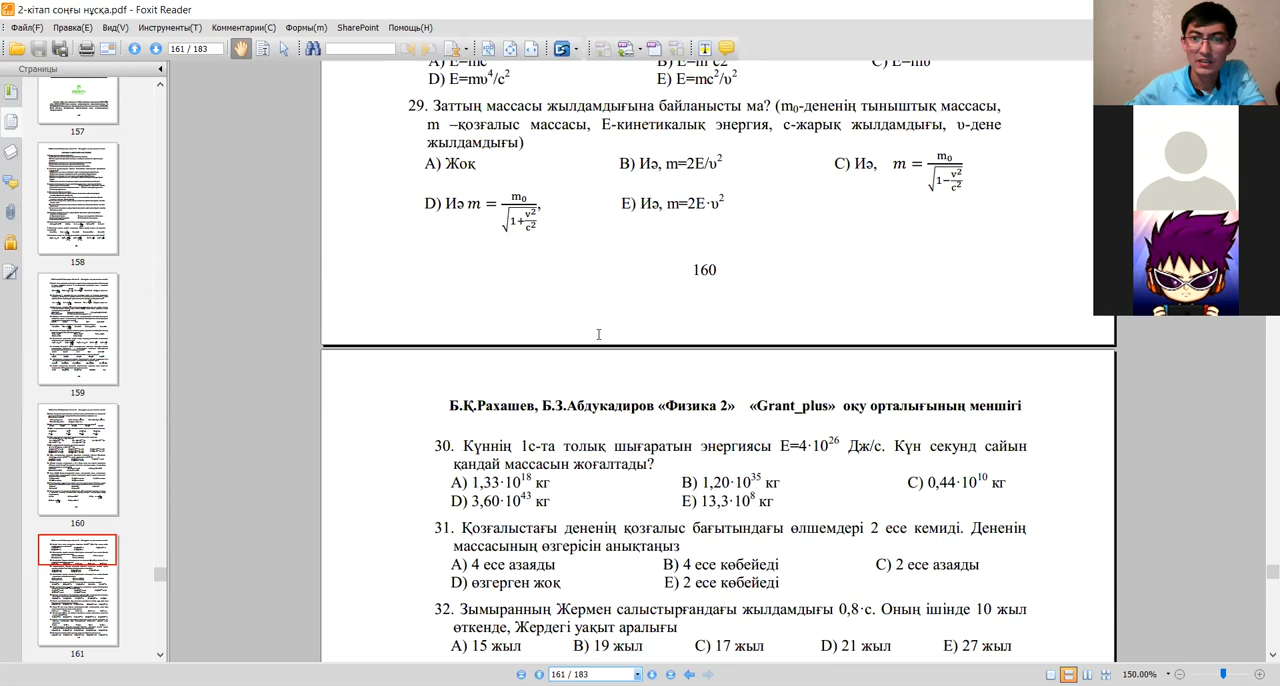 2-кітап соңғы нұсқа.pdf - Foxit Reader
Файл(F) Правка(E) Вид(V) Инструменты(T) Комментарии(C) Формы(m) SharePoint Помощь(H)
161 / 183
Страницы
157
158
159
160
161
A) E=mc B) E=m c2 C) E=mυ
D) E=mυ⁴/c² E) E=mc²/υ²
29. Заттың массасы жылдамдығына байланысты ма? (m₀-дененің тыныштық массасы,
m –қозғалыс массасы, Е-кинетикалық энергия, с-жарық жылдамдығы, υ-дене
жылдамдығы)
A) Жоқ B) Иә, m=2E/υ² C) Иә, m = m₀/√(1−v²/c²)
D) Иә m = m₀/√(1+v²/c²), E) Иә, m=2E·υ²
160
Б.Қ.Рахашев, Б.З.Абдукадиров «Физика 2» «Grant_plus» оқу орталығының меншігі
30. Күннің 1с-та толық шығаратын энергиясы E=4·10²⁶ Дж/с. Күн секунд сайын
қандай массасын жоғалтады?
A) 1,33·10¹⁸ кг B) 1,20·10³⁵ кг C) 0,44·10¹⁰ кг
D) 3,60·10⁴³ кг E) 13,3·10⁸ кг
31. Қозғалыстағы дененің қозғалыс бағытындағы өлшемдері 2 есе кемиді. Дененің
массасының өзгерісін анықтаңыз
A) 4 есе азаяды B) 4 есе көбейеді C) 2 есе азаяды
D) өзгерген жоқ E) 2 есе көбейеді
32. Зымыранның Жермен салыстырғандағы жылдамдығы 0,8·с. Оның ішінде 10 жыл
өткенде, Жердегі уақыт аралығы
A) 15 жыл B) 19 жыл C) 17 жыл D) 21 жыл E) 27 жыл
161 / 183
150.00%